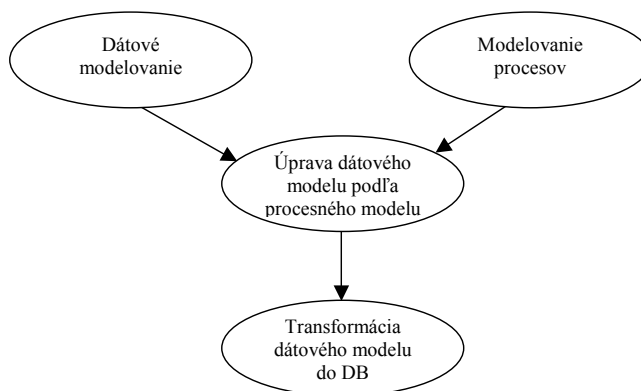 Dátové
modelovanie
Modelovanie
procesov
Úprava dátového
modelu podľa
procesného modelu
Transformácia
dátového modelu
do DB